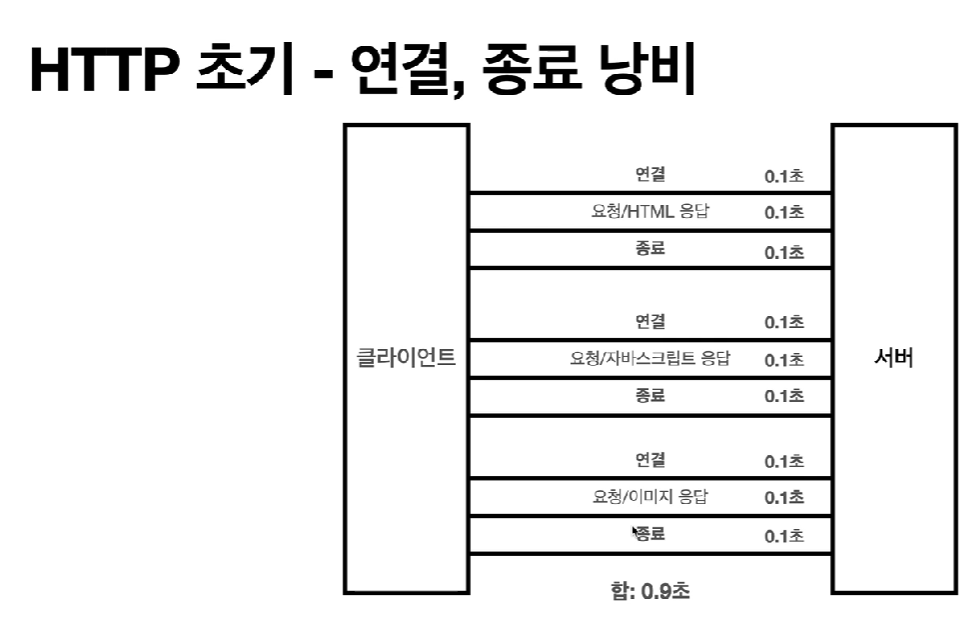 HTTP 초기 - 연결, 종료 낭비
연결 0.1초
요청/HTML 응답 0.1초
종료 0.1초
연결 0.1초
클라이언트 요청/자바스크립트 응답 0.1초 서버
종료 0.1초
연결 0.1초
요청/이미지 응답 0.1초
종료 0.1초
합: 0.9초